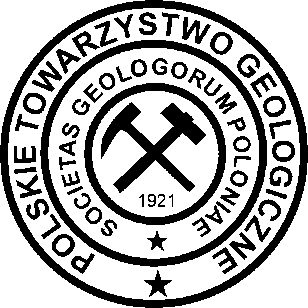 POLSKIE TOWARZYSTWO GEOLOGICZNE
SOCIETAS GEOLOGORUM POLONIAE
1921